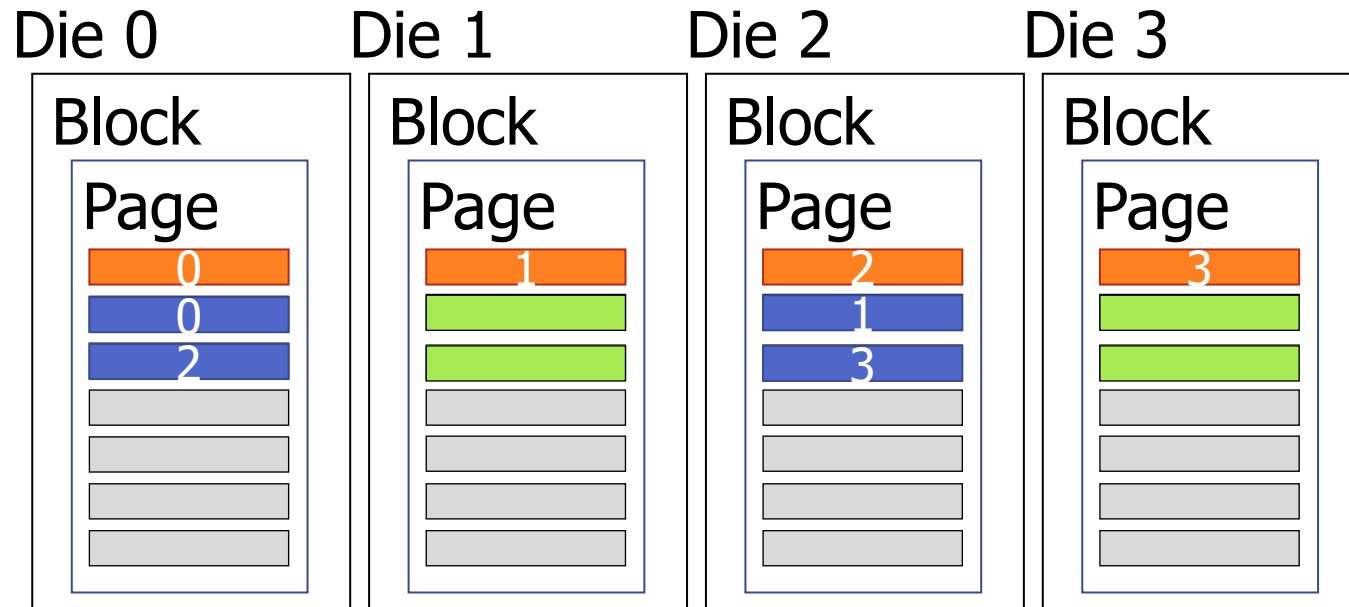 Die 0 Die 1 Die 2 Die 3
Block Block Block Block
Page Page Page Page
0 1 2 3
0 1
2 3